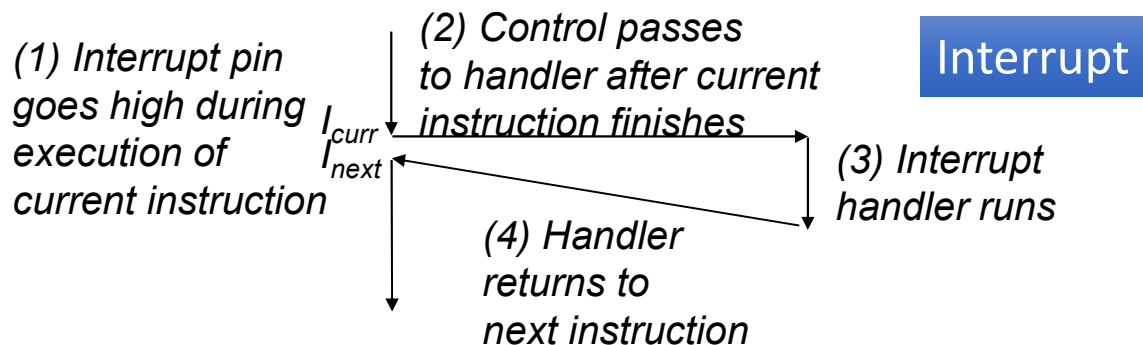 (1) Interrupt pin
goes high during
execution of
current instruction
(2) Control passes
to handler after current
instruction finishes
Interrupt
Icurr
Inext
(3) Interrupt
handler runs
(4) Handler
returns to
next instruction